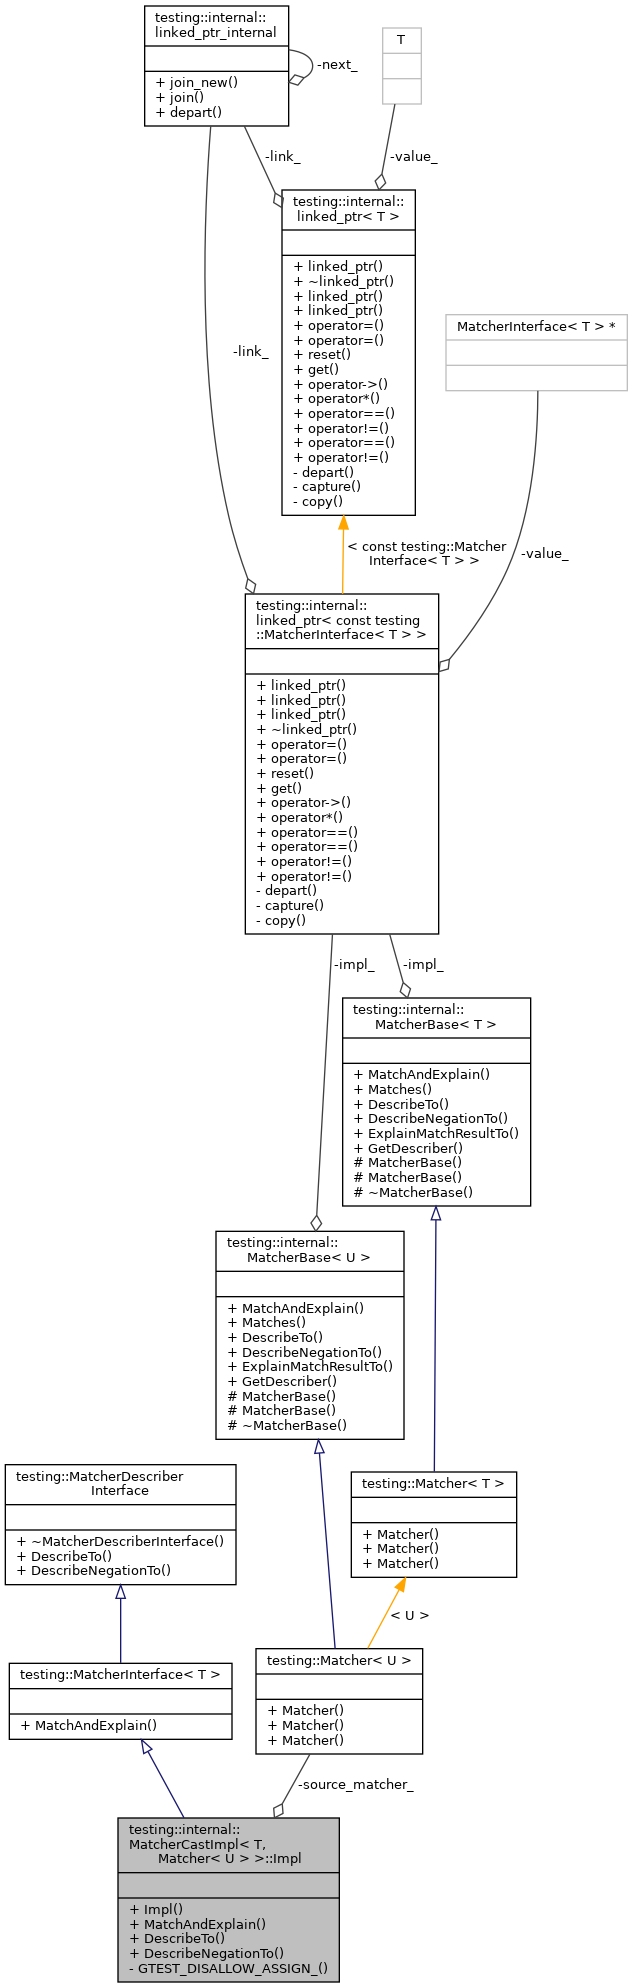 testing::internal::
linked_ptr_internal
+ join_new()
+ join()
+ depart()
-next_
T
-link_
-value_
testing::internal::
linked_ptr< T >
+ linked_ptr()
+ ~linked_ptr()
+ linked_ptr()
+ linked_ptr()
+ operator=()
+ operator=()
+ reset()
+ get()
+ operator->()
+ operator*()
+ operator==()
+ operator!=()
+ operator==()
+ operator!=()
- depart()
- capture()
- copy()
MatcherInterface< T > *
-link_
< const testing::Matcher
Interface< T > >
-value_
testing::internal::
linked_ptr< const testing
::MatcherInterface< T > >
+ linked_ptr()
+ linked_ptr()
+ linked_ptr()
+ ~linked_ptr()
+ operator=()
+ operator=()
+ reset()
+ get()
+ operator->()
+ operator*()
+ operator==()
+ operator==()
+ operator!=()
+ operator!=()
- depart()
- capture()
- copy()
-impl_
-impl_
testing::internal::
MatcherBase< T >
+ MatchAndExplain()
+ Matches()
+ DescribeTo()
+ DescribeNegationTo()
+ ExplainMatchResultTo()
+ GetDescriber()
# MatcherBase()
# MatcherBase()
# ~MatcherBase()
testing::internal::
MatcherBase< U >
+ MatchAndExplain()
+ Matches()
+ DescribeTo()
+ DescribeNegationTo()
+ ExplainMatchResultTo()
+ GetDescriber()
# MatcherBase()
# MatcherBase()
# ~MatcherBase()
testing::MatcherDescriber
Interface
+ ~MatcherDescriberInterface()
+ DescribeTo()
+ DescribeNegationTo()
testing::Matcher< T >
+ Matcher()
+ Matcher()
+ Matcher()
< U >
testing::MatcherInterface< T >
+ MatchAndExplain()
testing::Matcher< U >
+ Matcher()
+ Matcher()
+ Matcher()
-source_matcher_
testing::internal::
MatcherCastImpl< T,
Matcher< U > >::Impl
+ Impl()
+ MatchAndExplain()
+ DescribeTo()
+ DescribeNegationTo()
- GTEST_DISALLOW_ASSIGN_()